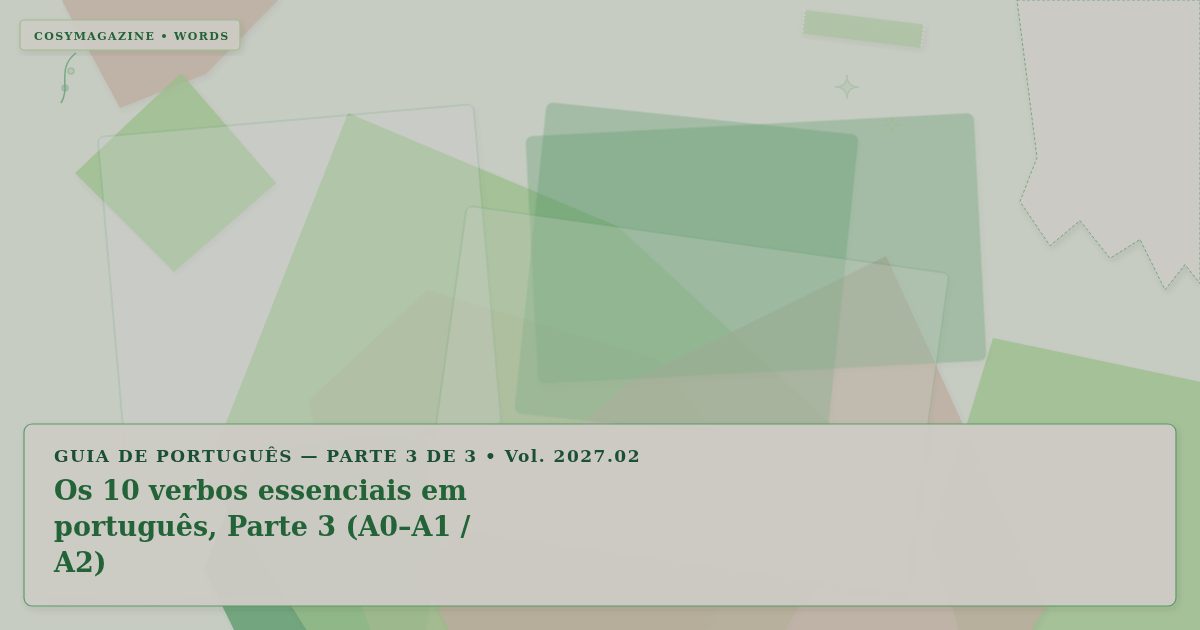 COSYMAGAZINE • WORDS
GUIA DE PORTUGUÊS — PARTE 3 DE 3 • Vol. 2027.02
Os 10 verbos essenciais em
português, Parte 3 (A0–A1 /
A2)